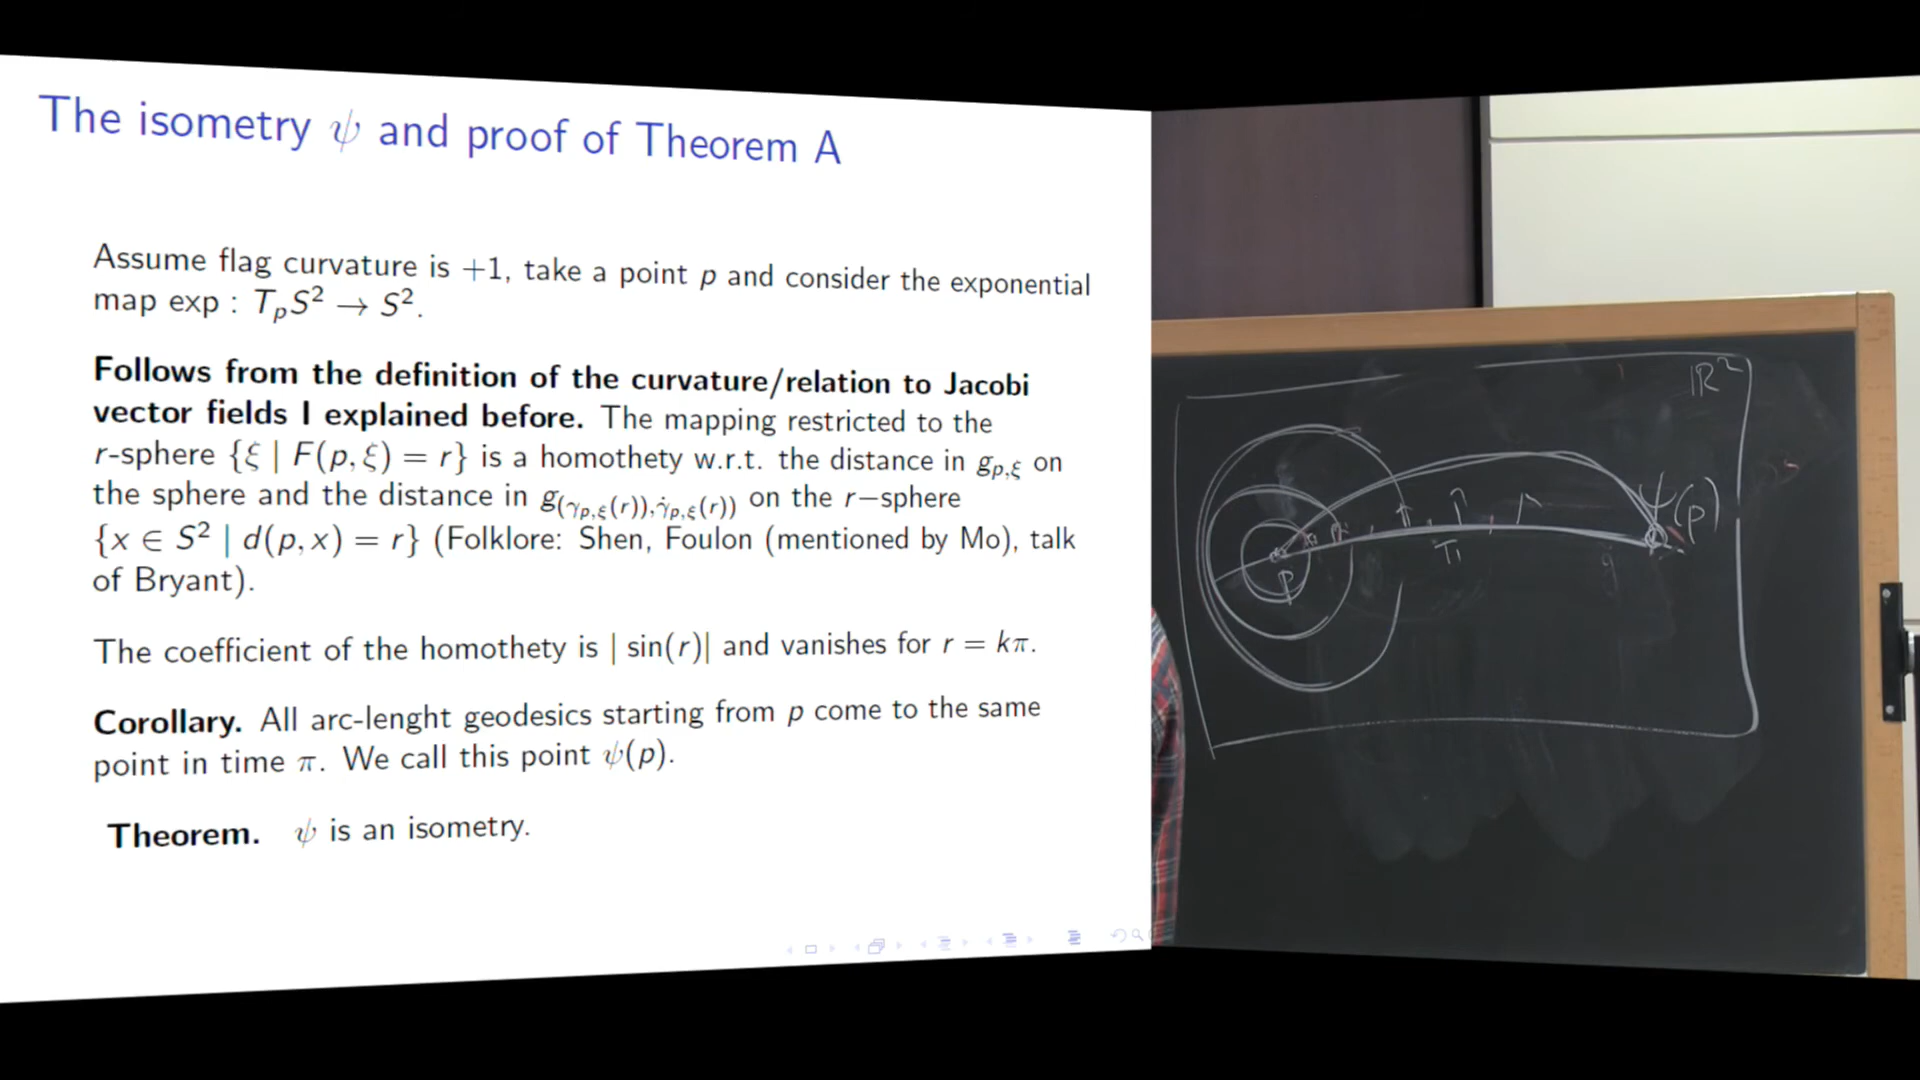 The isometry ψ and proof of Theorem A
Assume flag curvature is +1, take a point p and consider the exponential
map exp : TₚS² → S².
Follows from the definition of the curvature/relation to Jacobi
vector fields I explained before. The mapping restricted to the
r-sphere {ξ | F(p, ξ) = r} is a homothety w.r.t. the distance in g_{p,ξ} on
the sphere and the distance in g_{(γ_{p,ξ}(r)),γ̇_{p,ξ}(r))} on the r−sphere
{x ∈ S² | d(p, x) = r} (Folklore: Shen, Foulon (mentioned by Mo), talk
of Bryant).
The coefficient of the homothety is | sin(r)| and vanishes for r = kπ.
Corollary. All arc-lenght geodesics starting from p come to the same
point in time π. We call this point ψ(p).
Theorem. ψ is an isometry.
ℝ²
ψ(p)
π
p